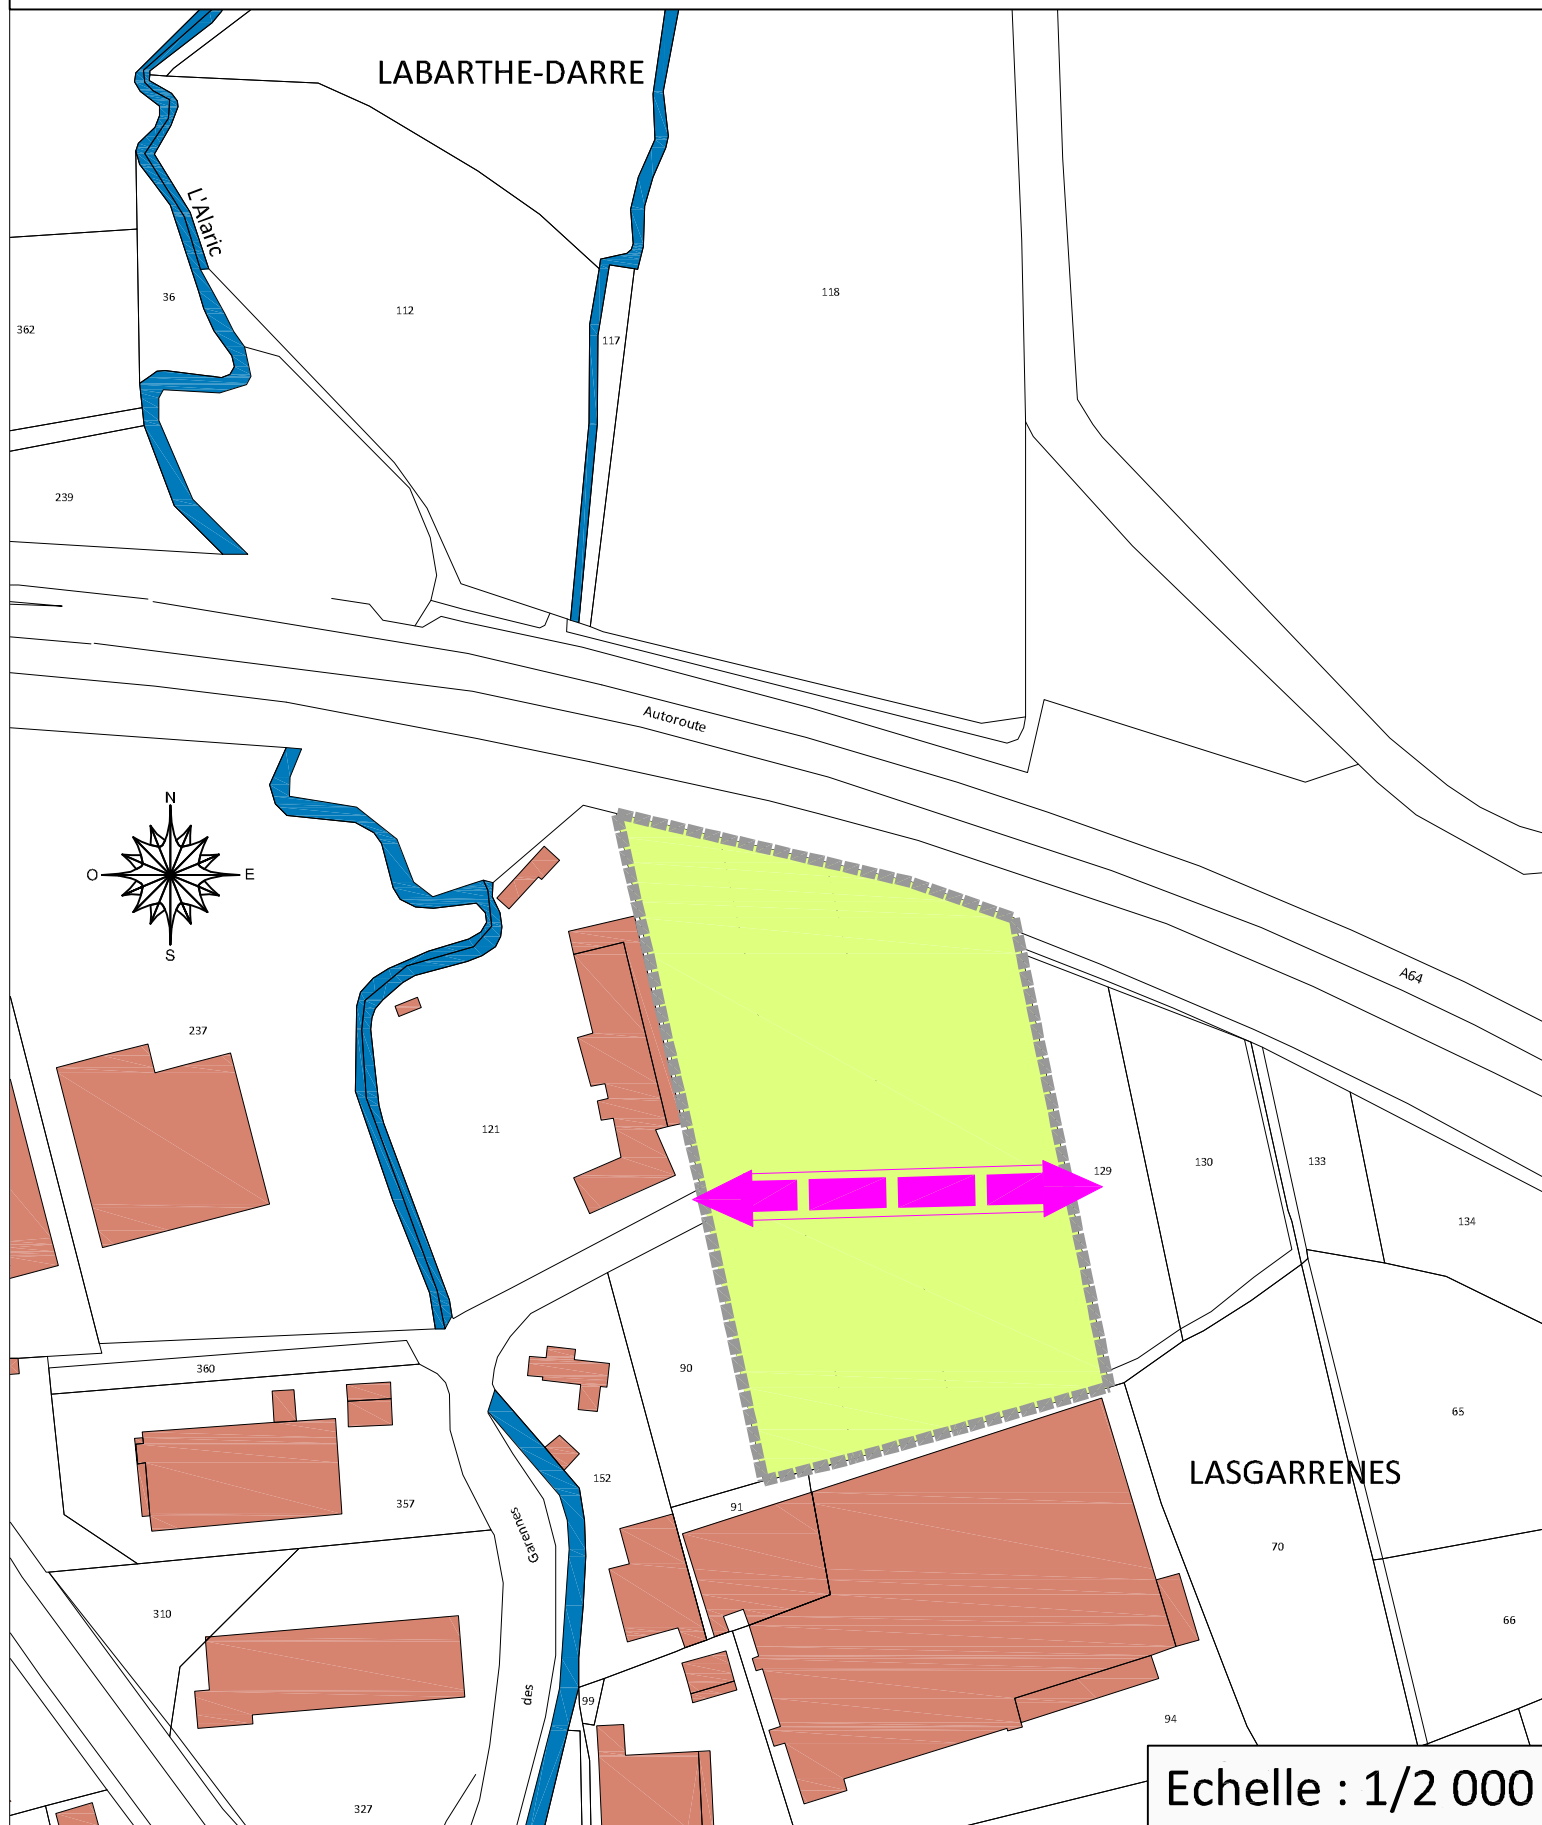 LABARTHE-DARRE
L'Alaric
36
112
118
362
117
239
Autoroute
N
O
E
S
A64
237
121
129
130
133
134
360
90
65
152
LASGARRENES
91
357
Garennes
70
310
66
des
99
94
327
Echelle : 1/2 000